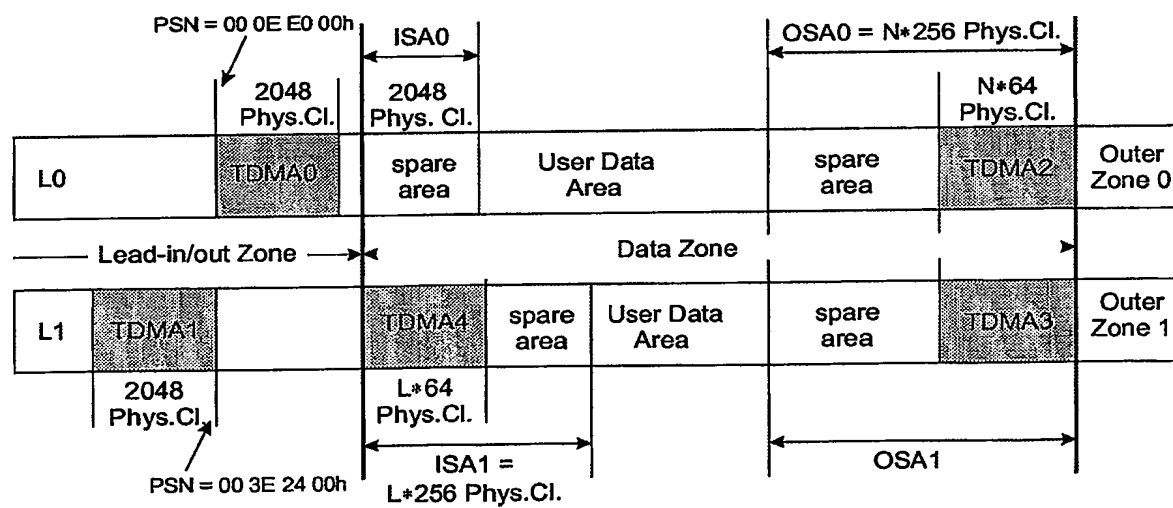 PSN = 00 0E E0 00h
ISA0
OSA0 = N*256 Phys.Cl.
2048
Phys.Cl.
2048
Phys. Cl.
N*64
Phys.Cl.
L0
TDMA0
spare
area
User Data
Area
spare
area
TDMA2
Outer
Zone 0
Lead-in/out Zone
Data Zone
L1
TDMA1
TDMA4
spare
area
User Data
Area
spare
area
TDMA3
Outer
Zone 1
2048
Phys.Cl.
L*64
Phys.Cl.
PSN = 00 3E 24 00h
ISA1 =
L*256 Phys.Cl.
OSA1